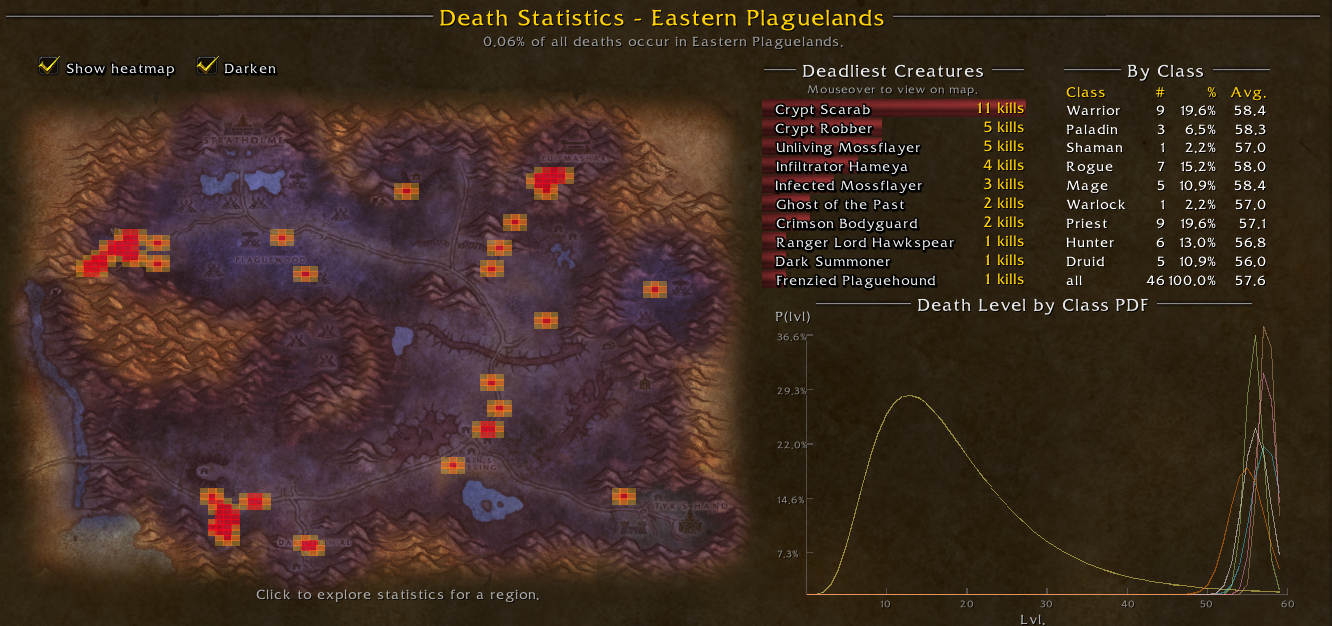 Death Statistics - Eastern Plaguelands
0.06% of all deaths occur in Eastern Plaguelands.
Show heatmap Darken
STRATHOLME
PLAGUEWOOD
Click to explore statistics for a region.
Deadliest Creatures
Mouseover to view on map.
Crypt Scarab 11 kills
Crypt Robber 5 kills
Unliving Mossflayer 5 kills
Infiltrator Hameya 4 kills
Infected Mossflayer 3 kills
Ghost of the Past 2 kills
Crimson Bodyguard 2 kills
Ranger Lord Hawkspear 1 kills
Dark Summoner 1 kills
Frenzied Plaguehound 1 kills
By Class
Class # % Avg.
Warrior 9 19.6% 58.4
Paladin 3 6.5% 58.3
Shaman 1 2.2% 57.0
Rogue 7 15.2% 58.0
Mage 5 10.9% 58.4
Warlock 1 2.2% 57.0
Priest 9 19.6% 57.1
Hunter 6 13.0% 56.8
Druid 5 10.9% 56.0
all 46 100.0% 57.6
Death Level by Class PDF
P(lvl)
36.6%
29.3%
22.0%
14.6%
7.3%
10 20 30 40 50 60
Lvl.